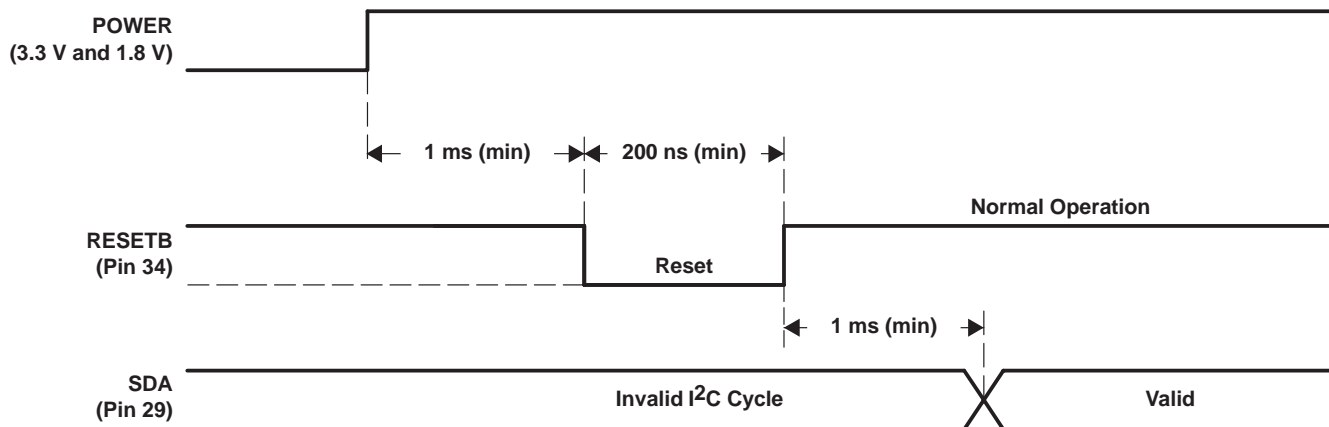 POWER
(3.3 V and 1.8 V)
1 ms (min)
200 ns (min)
Normal Operation
RESETB
(Pin 34)
Reset
1 ms (min)
SDA
(Pin 29)
Invalid I2C Cycle
Valid